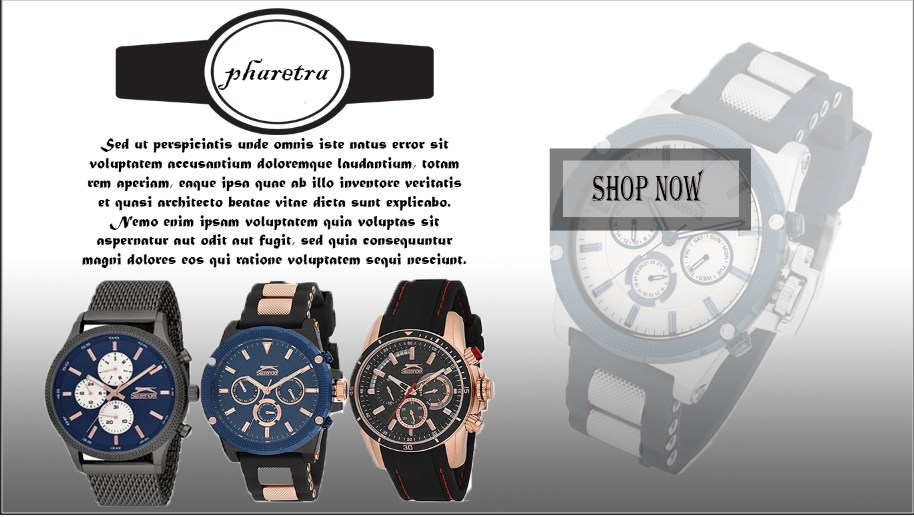 pharetra
Sed ut perspiciatis unde omnis iste natus error sit
voluptatem accusantium doloremque laudantium, totam
rem aperiam, eaque ipsa quae ab illo inventore veritatis
et quasi architecto beatae vitae dicta sunt explicabo.
Nemo enim ipsam voluptatem quia voluptas sit
aspernatur aut odit aut fugit, sed quia consequuntur
magni dolores eos qui ratione voluptatem sequi nesciunt.
SHOP NOW
Slazenger
Slazenger
Slazenger